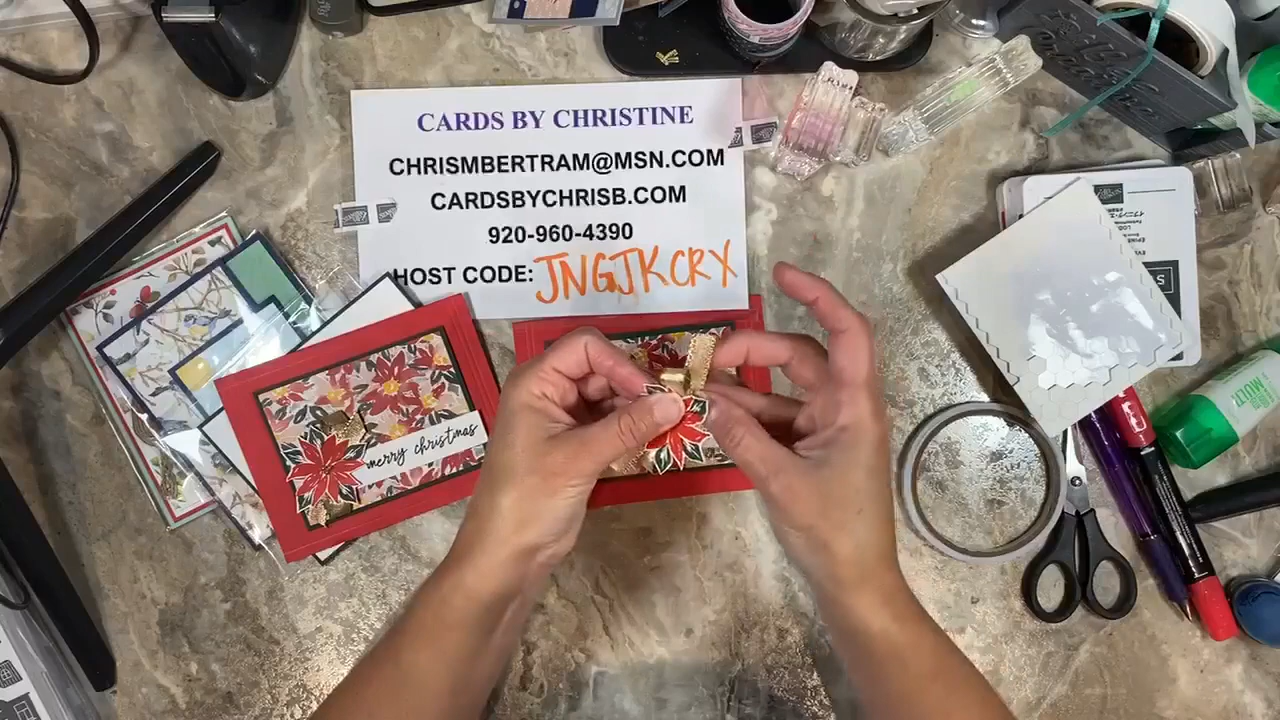 CARDS BY CHRISTINE
CHRISMBERTRAM@MSN.COM
CARDSBYCHRISB.COM
920-960-4390
HOST CODE: JNGJKCRX
merry christmas